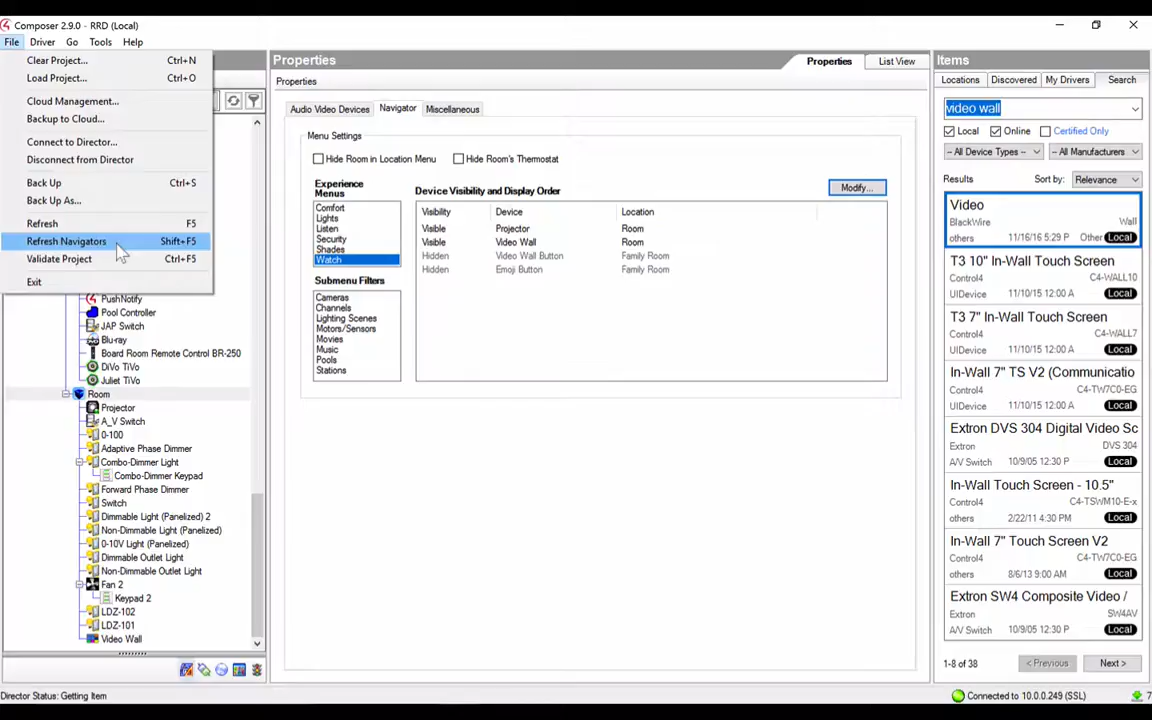 Composer 2.9.0 - RRD (Local)
File Driver Go Tools Help
Clear Project... Ctrl+N
Load Project... Ctrl+O
Cloud Management...
Backup to Cloud...
Connect to Director...
Disconnect from Director
Back Up Ctrl+S
Back Up As...
Refresh F5
Refresh Navigators Shift+F5
Validate Project Ctrl+F5
Exit
PushNotify
Pool Controller
JAP Switch
Blu-ray
Board Room Remote Control BR-250
DiVo TiVo
Juliet TiVo
Room
Projector
A_V Switch
0-100
Adaptive Phase Dimmer
Combo-Dimmer Light
Combo-Dimmer Keypad
Forward Phase Dimmer
Switch
Dimmable Light (Panelized) 2
Non-Dimmable Light (Panelized)
0-10V Light (Panelized)
Dimmable Outlet Light
Non-Dimmable Outlet Light
Fan 2
Keypad 2
LDZ-102
LDZ-101
Video Wall
Properties Properties List View
Properties
Audio Video Devices Navigator Miscellaneous
Menu Settings
Hide Room in Location Menu Hide Room's Thermostat
Experience
Menus
Comfort
Lights
Listen
Security
Shades
Watch
Submenu Filters
Cameras
Channels
Lighting Scenes
Motors/Sensors
Movies
Music
Pools
Stations
Device Visibility and Display Order Modify...
Visibility Device Location
Visible Projector Room
Visible Video Wall Room
Hidden Video Wall Button Family Room
Hidden Emoji Button Family Room
Items
Locations Discovered My Drivers Search
video wall
Local Online Certified Only
-- All Device Types -- -- All Manufacturers --
Results Sort by: Relevance
Video
BlackWire Wall
others 11/16/16 5:29 P Other Local
T3 10" In-Wall Touch Screen
Control4 C4-WALL10
UIDevice 11/10/15 12:00 A Local
T3 7" In-Wall Touch Screen
Control4 C4-WALL7
UIDevice 11/10/15 12:00 A Local
In-Wall 7" TS V2 (Communicatio
Control4 C4-TW7C0-EG
UIDevice 11/10/15 12:00 A Local
Extron DVS 304 Digital Video Sc
Extron DVS 304
A/V Switch 10/9/05 12:30 P Local
In-Wall Touch Screen - 10.5"
Control4 C4-TSWM10-E-x
others 2/22/11 4:30 PM Local
In-Wall 7" Touch Screen V2
Control4 C4-TW7C0-EG
others 8/6/13 9:00 AM Local
Extron SW4 Composite Video /
Extron SW4AV
A/V Switch 10/9/05 12:30 P Local
1-8 of 38 < Previous Next >
Director Status: Getting Item Connected to 10.0.0.249 (SSL) 7